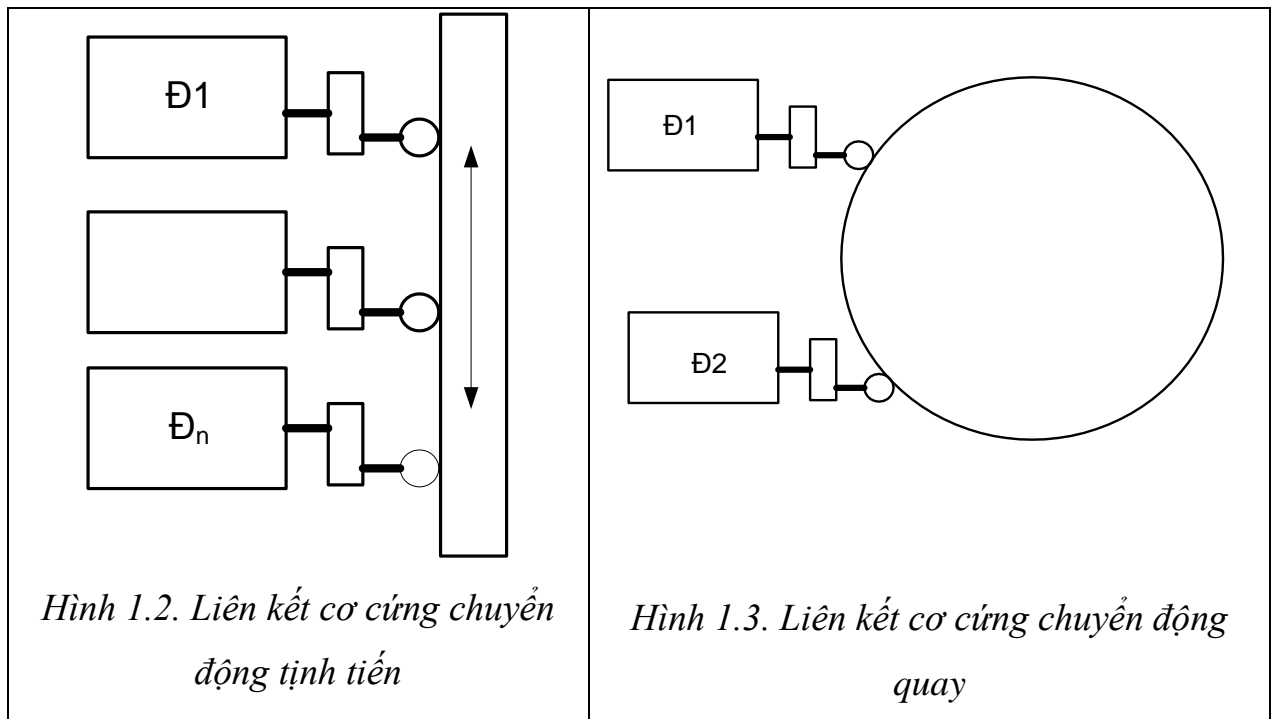 Đ1
Đn
Hình 1.2. Liên kết cơ cứng chuyển
động tịnh tiến
Đ1
Đ2
Hình 1.3. Liên kết cơ cứng chuyển động
quay